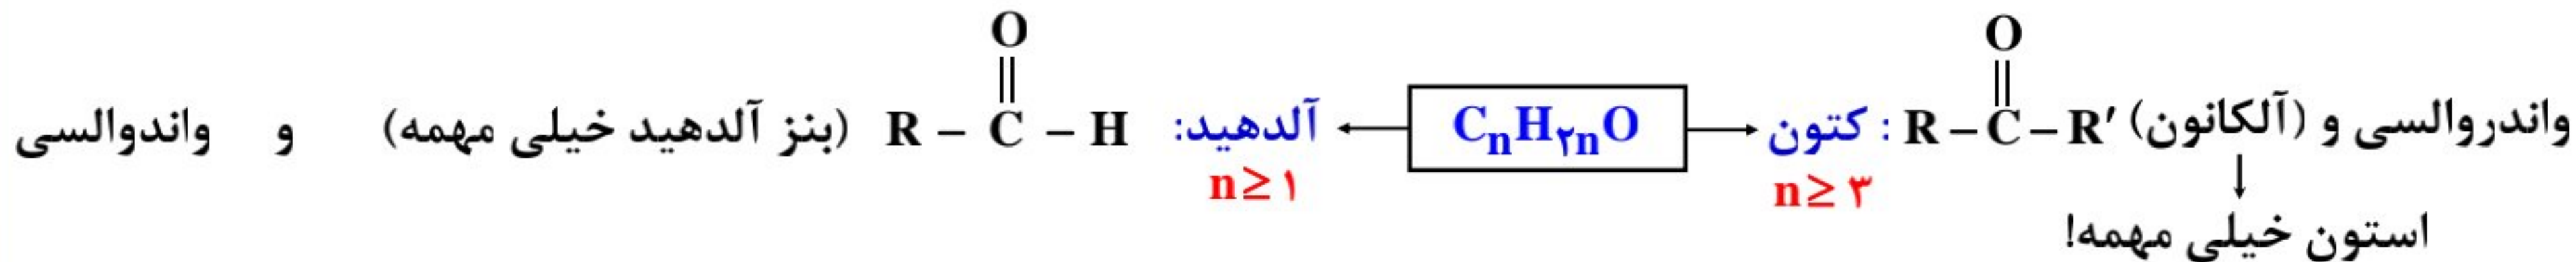 O O
واندروالسی و (آلکانون) R – C – R′ : کتون → CnH۲nO ← آلدهید: R – C – H (بنز آلدهید خیلی مهمه) و واندوالسی
n ≥ ۳ n ≥ ۱
استون خیلی مهمه!